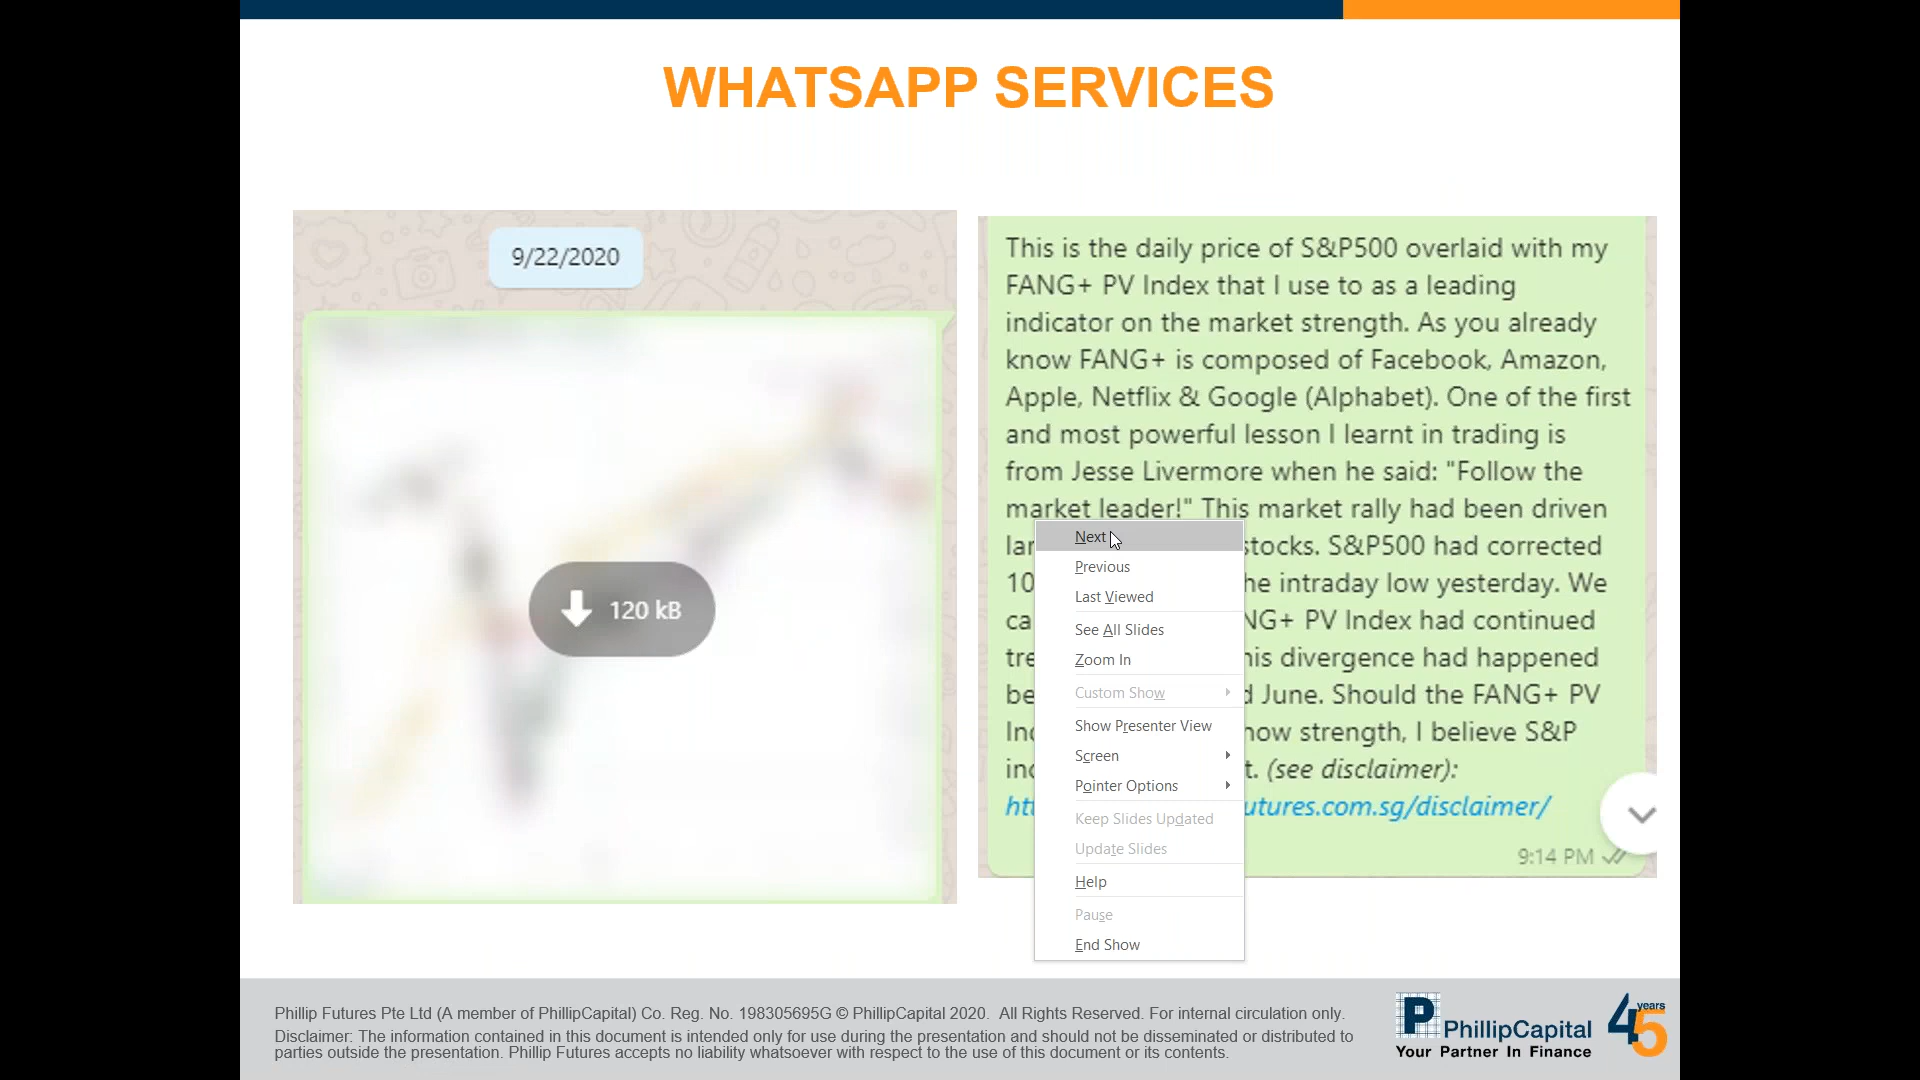 WHATSAPP SERVICES
9/22/2020
120 kB
This is the daily price of S&P500 overlaid with my
FANG+ PV Index that I use to as a leading
indicator on the market strength. As you already
know FANG+ is composed of Facebook, Amazon,
Apple, Netflix & Google (Alphabet). One of the first
and most powerful lesson I learnt in trading is
from Jesse Livermore when he said: "Follow the
market leader!" This market rally had been driven
stocks. S&P500 had corrected
10 he intraday low yesterday. We
NG+ PV Index had continued
his divergence had happened
be d June. Should the FANG+ PV
how strength, I believe S&P
t. (see disclaimer):
utures.com.sg/disclaimer/
9:14 PM
Next
Previous
Last Viewed
See All Slides
Zoom In
Custom Show
Show Presenter View
Screen
Pointer Options
Keep Slides Updated
Update Slides
Help
Pause
End Show
Phillip Futures Pte Ltd (A member of PhillipCapital) Co. Reg. No. 198305695G © PhillipCapital 2020. All Rights Reserved. For internal circulation only.
Disclaimer: The information contained in this document is intended only for use during the presentation and should not be disseminated or distributed to
parties outside the presentation. Phillip Futures accepts no liability whatsoever with respect to the use of this document or its contents.
P PhillipCapital
Your Partner In Finance
45 years